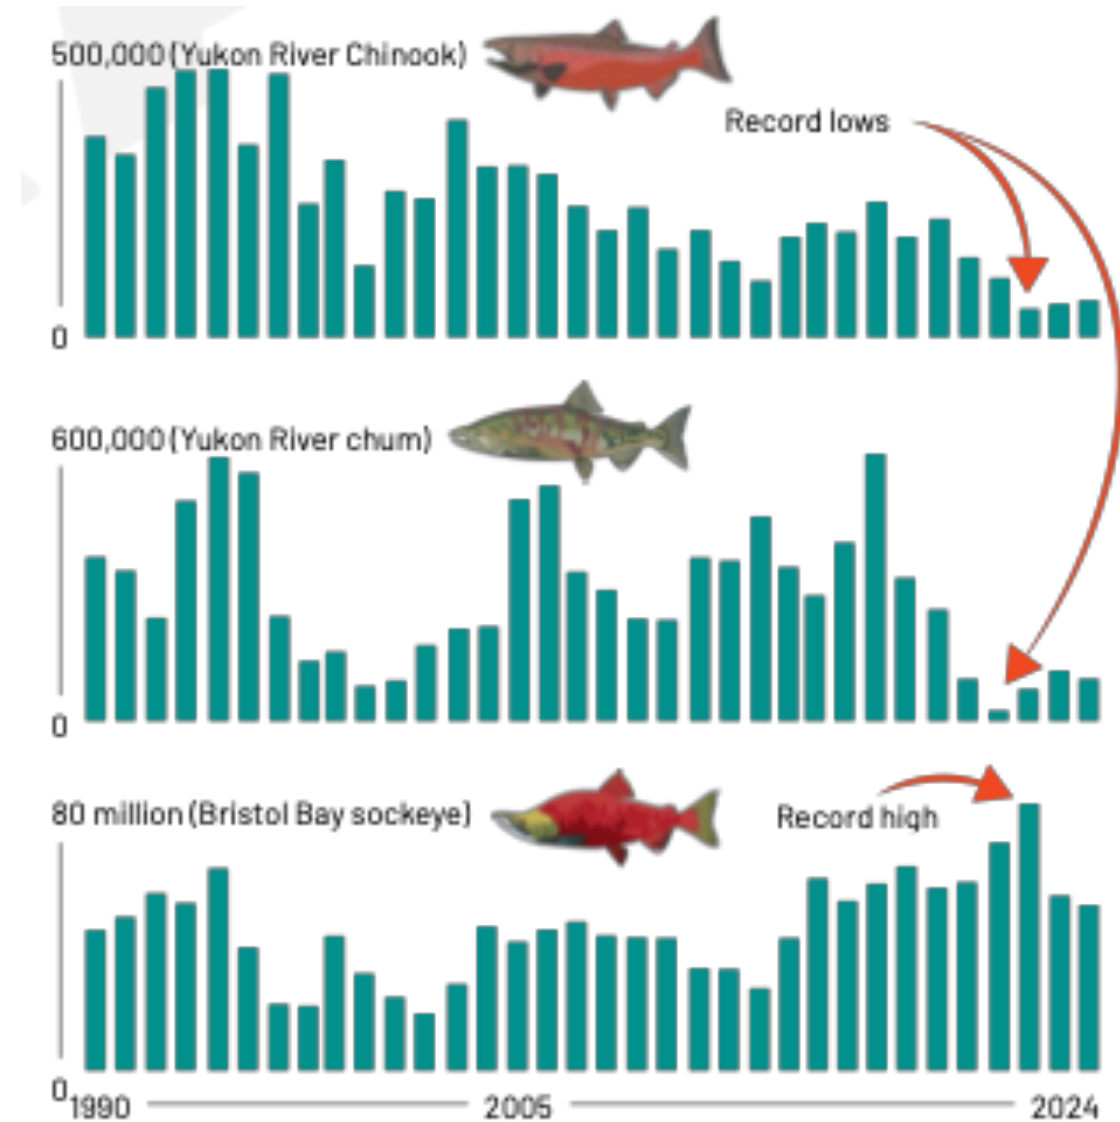 500,000 (Yukon River Chinook)
Record lows
0
600,000 (Yukon River chum)
0
80 million (Bristol Bay sockeye)
Record high
0
1990
2005
2024